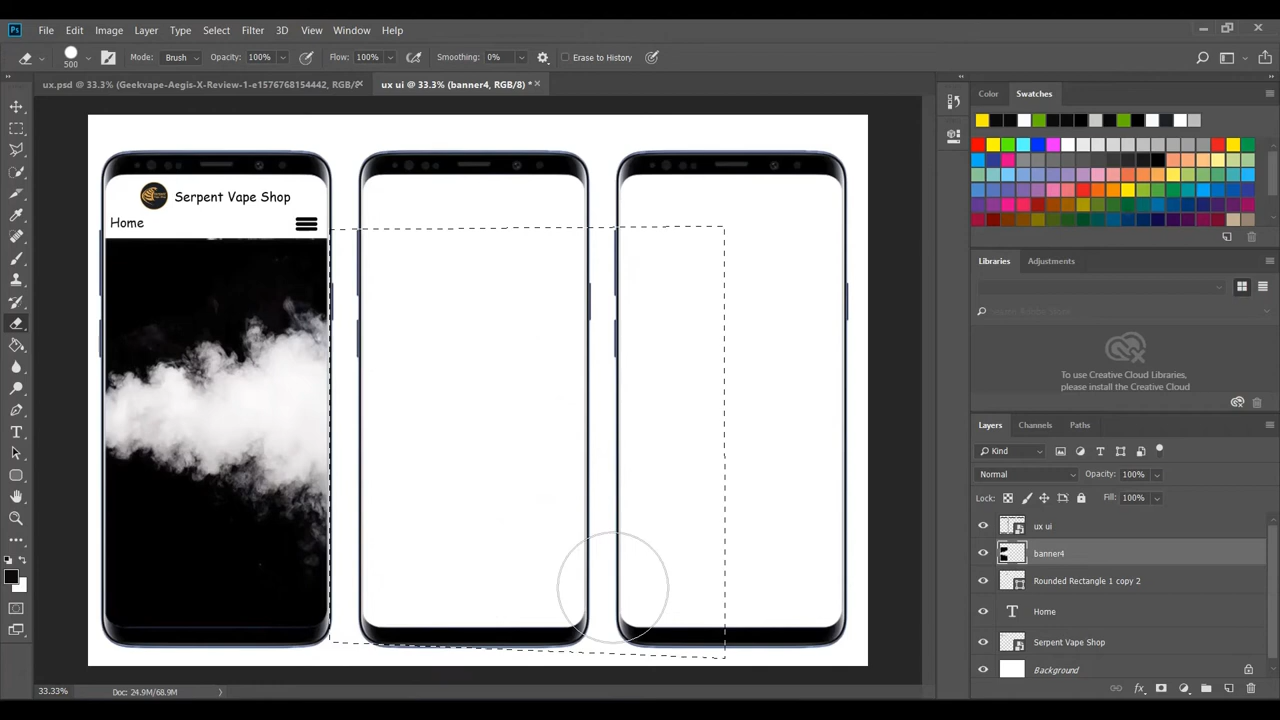 Ps File Edit Image Layer Type Select Filter 3D View Window Help
500 Mode: Brush Opacity: 100% Flow: 100% Smoothing: 0% Erase to History
ux.psd @ 33.3% (Geekvape-Aegis-X-Review-1-e1576768154442, RGB/8*
ux ui @ 33.3% (banner4, RGB/8) *
Color Swatches
Serpent Vape Shop
Home
Libraries Adjustments
To use Creative Cloud Libraries,
please install the Creative Cloud
Layers Channels Paths
Kind
Normal Opacity: 100%
Lock: Fill: 100%
ux ui
banner4
Rounded Rectangle 1 copy 2
T Home
Serpent Vape Shop
Background
33.33% Doc: 24.9M/68.9M